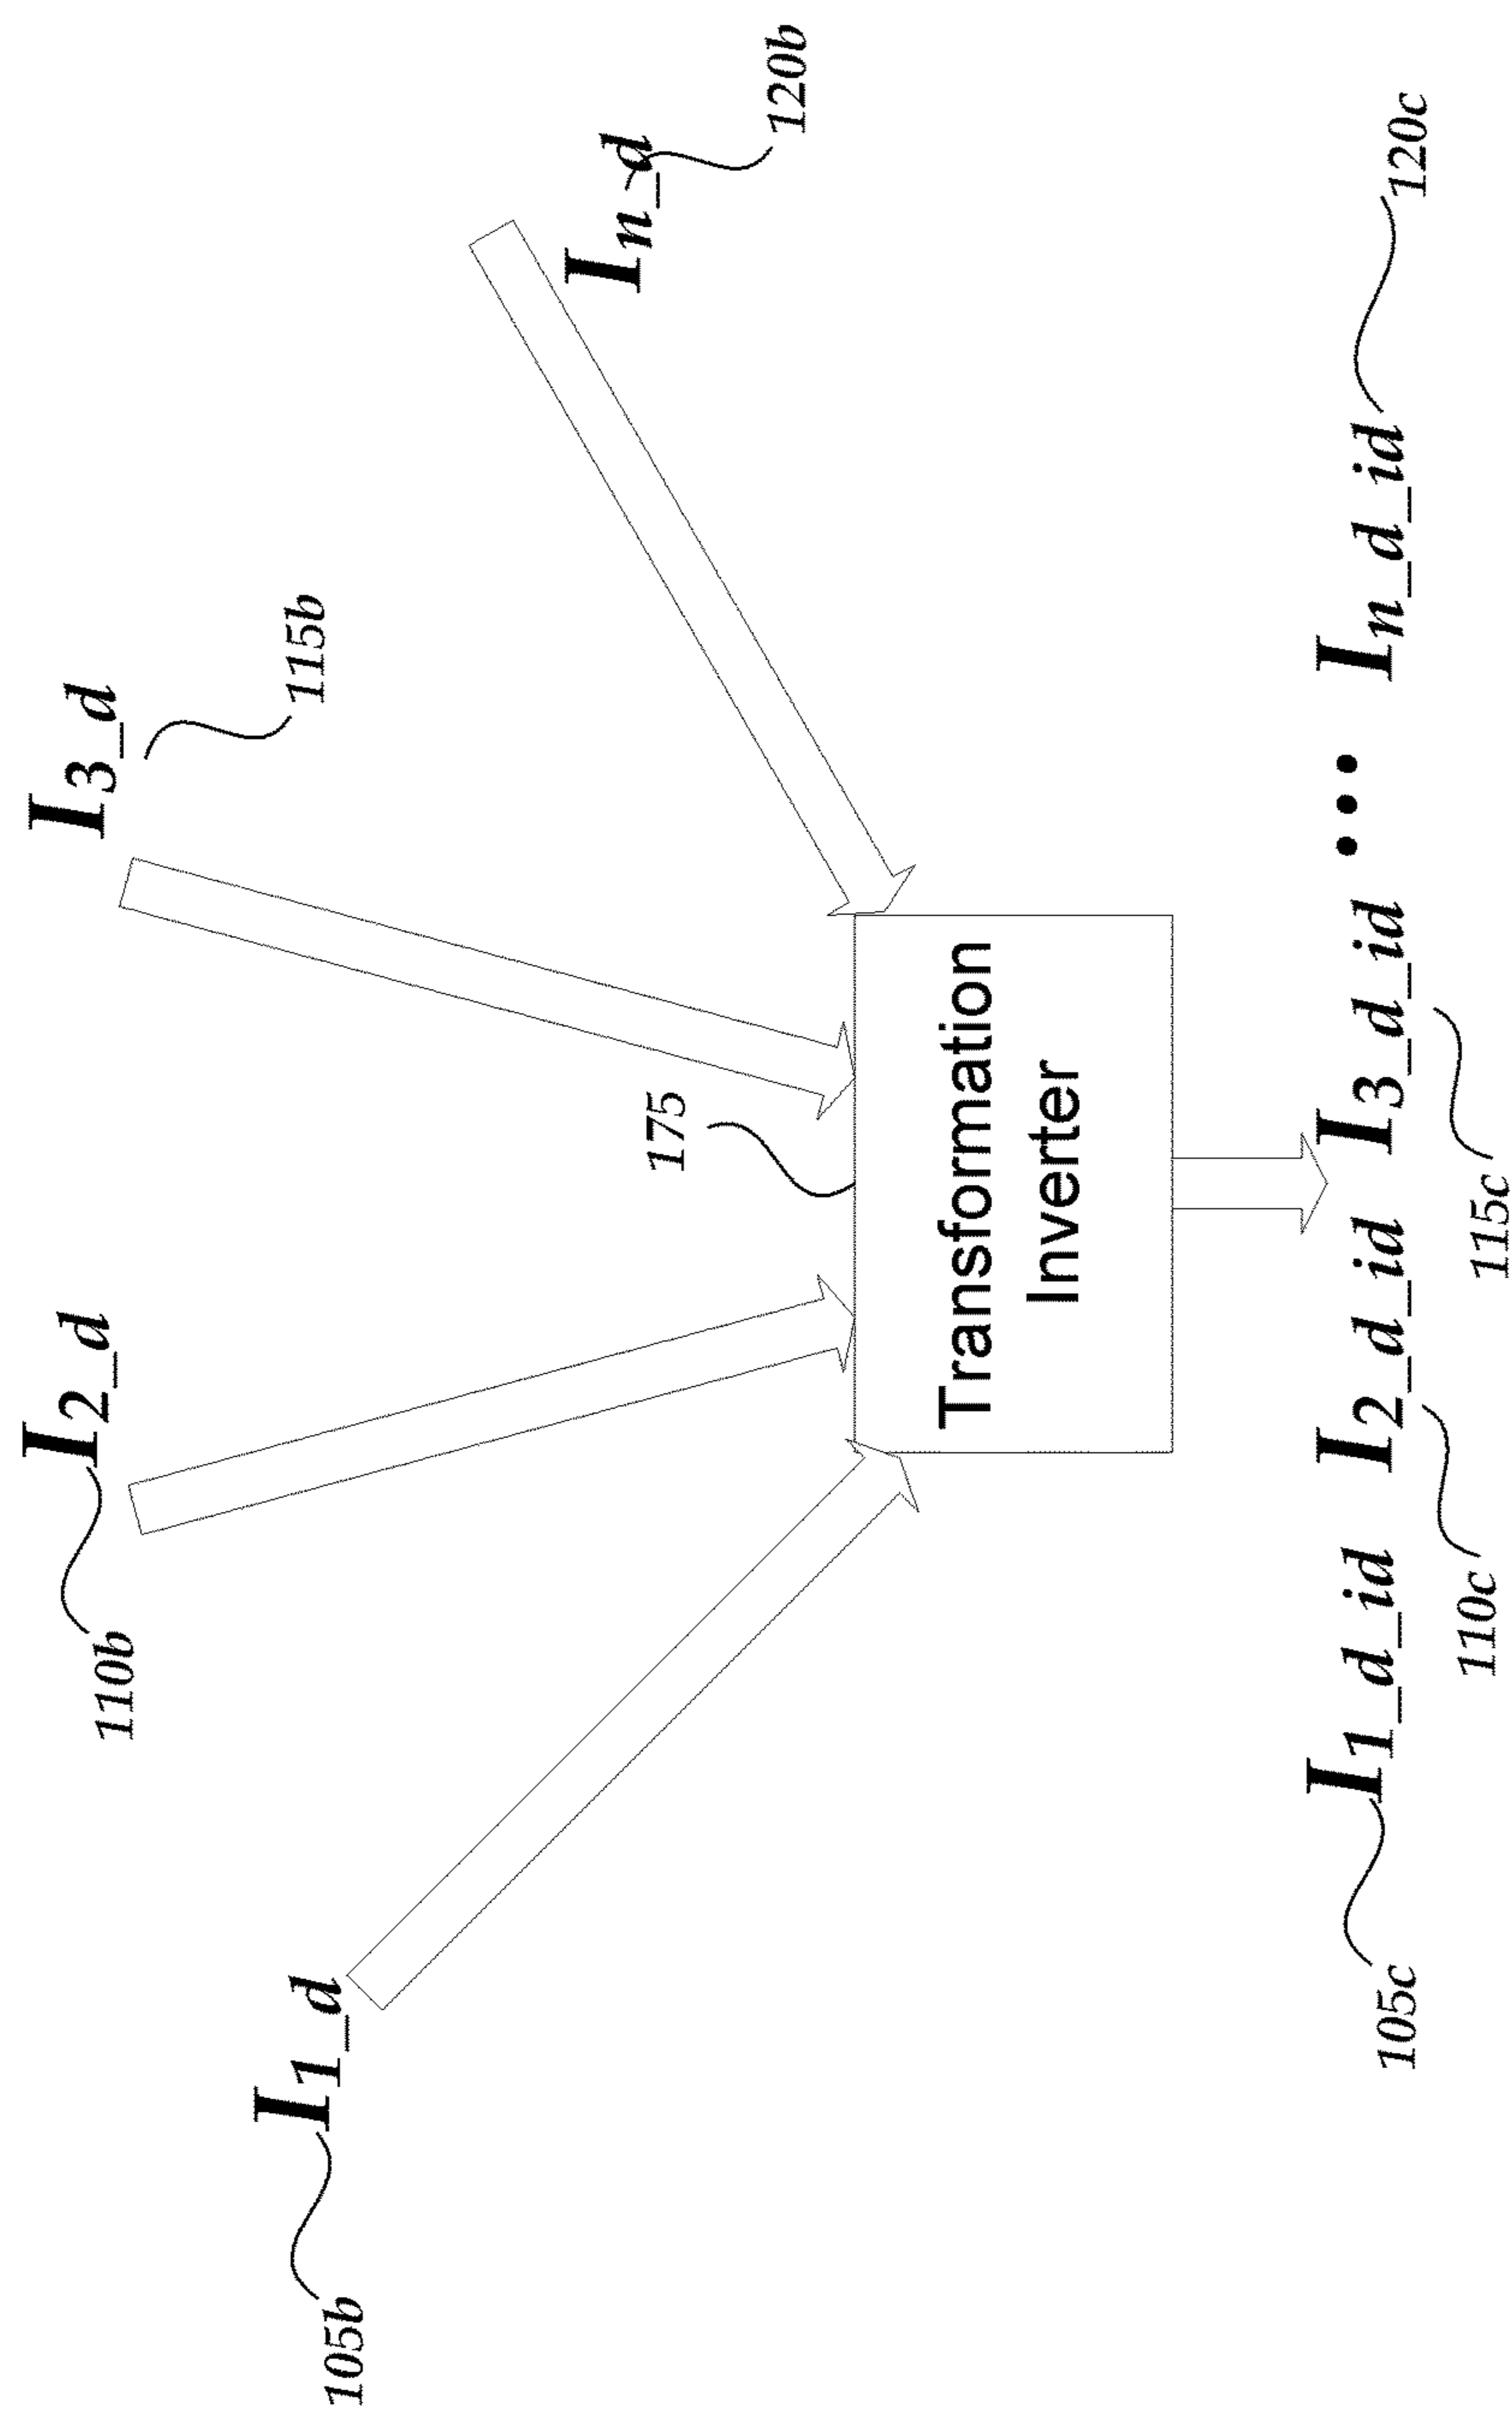 I2_d
I3_d
110b
115b
I1_d
105b
In_d
120b
175
Transformation
Inverter
I1_d_id
I2_d_id
I3_d_id
...
In_d_id
105c
110c
115c
120c